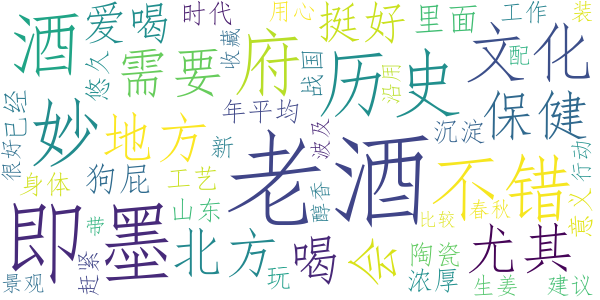 酒
爱喝
时代
用心
挺好
里面
工作
装
悠久
需要
收藏
府
战国
历史
沿用
文化
配
很好
已经
妙
地方
年平均
新
波及
沉淀
保健
行动
身体
狗屁
工艺
醇香
老酒
不错
意义
即墨
带
山东
北方
喝
会
比较
春秋
尤其
景观
赶紧
玩
陶瓷
浓厚
生姜
建议